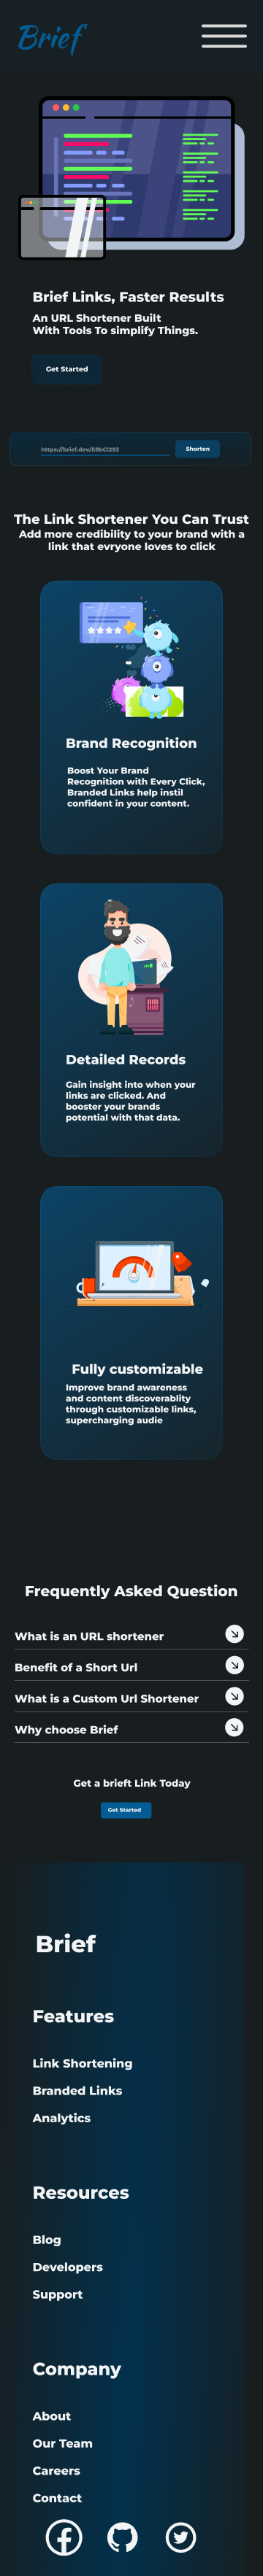 Brief
Brief Links, Faster Results
An URL Shortener Built
With Tools To simplify Things.
Get Started
Shorten
The Link Shortener You Can Trust
Add more credibility to your brand with a
link that evryone loves to click
Brand Recognition
Boost Your Brand
Recognition with Every Click,
Branded Links help instil
confident in your content.
Detailed Records
Gain insight into when your
links are clicked. And
booster your brands
potential with that data.
Fully customizable
Improve brand awareness
and content discoverablity
through customizable links,
supercharging audie
Frequently Asked Question
What is an URL shortener
Benefit of a Short Url
What is a Custom Url Shortener
Why choose Brief
Get a brieft Link Today
Get Started
Brief
Features
Link Shortening
Branded Links
Analytics
Resources
Blog
Developers
Support
Company
About
Our Team
Careers
Contact